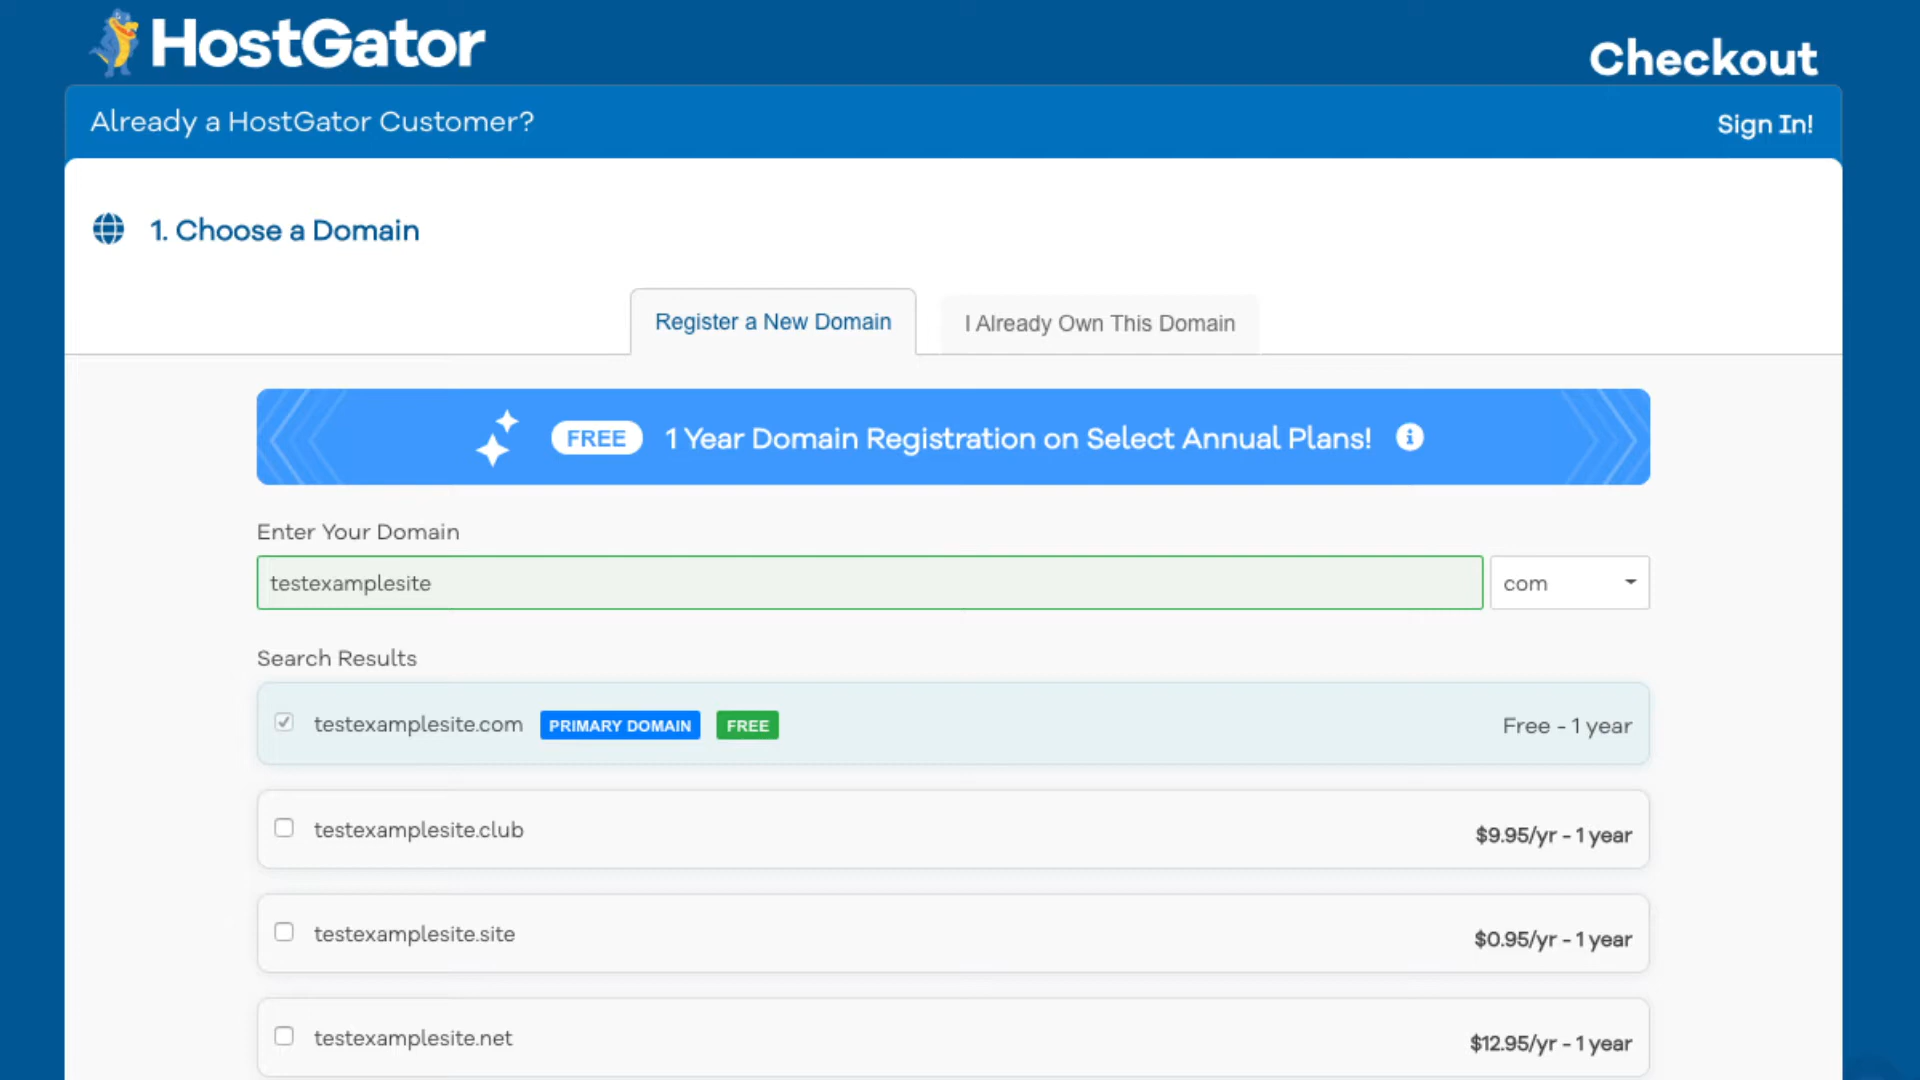 HostGator
Checkout
Already a HostGator Customer?
Sign In!
1. Choose a Domain
Register a New Domain
I Already Own This Domain
FREE 1 Year Domain Registration on Select Annual Plans!
Enter Your Domain
testexamplesite
com
Search Results
testexamplesite.com PRIMARY DOMAIN FREE Free - 1 year
testexamplesite.club $9.95/yr - 1 year
testexamplesite.site $0.95/yr - 1 year
testexamplesite.net $12.95/yr - 1 year